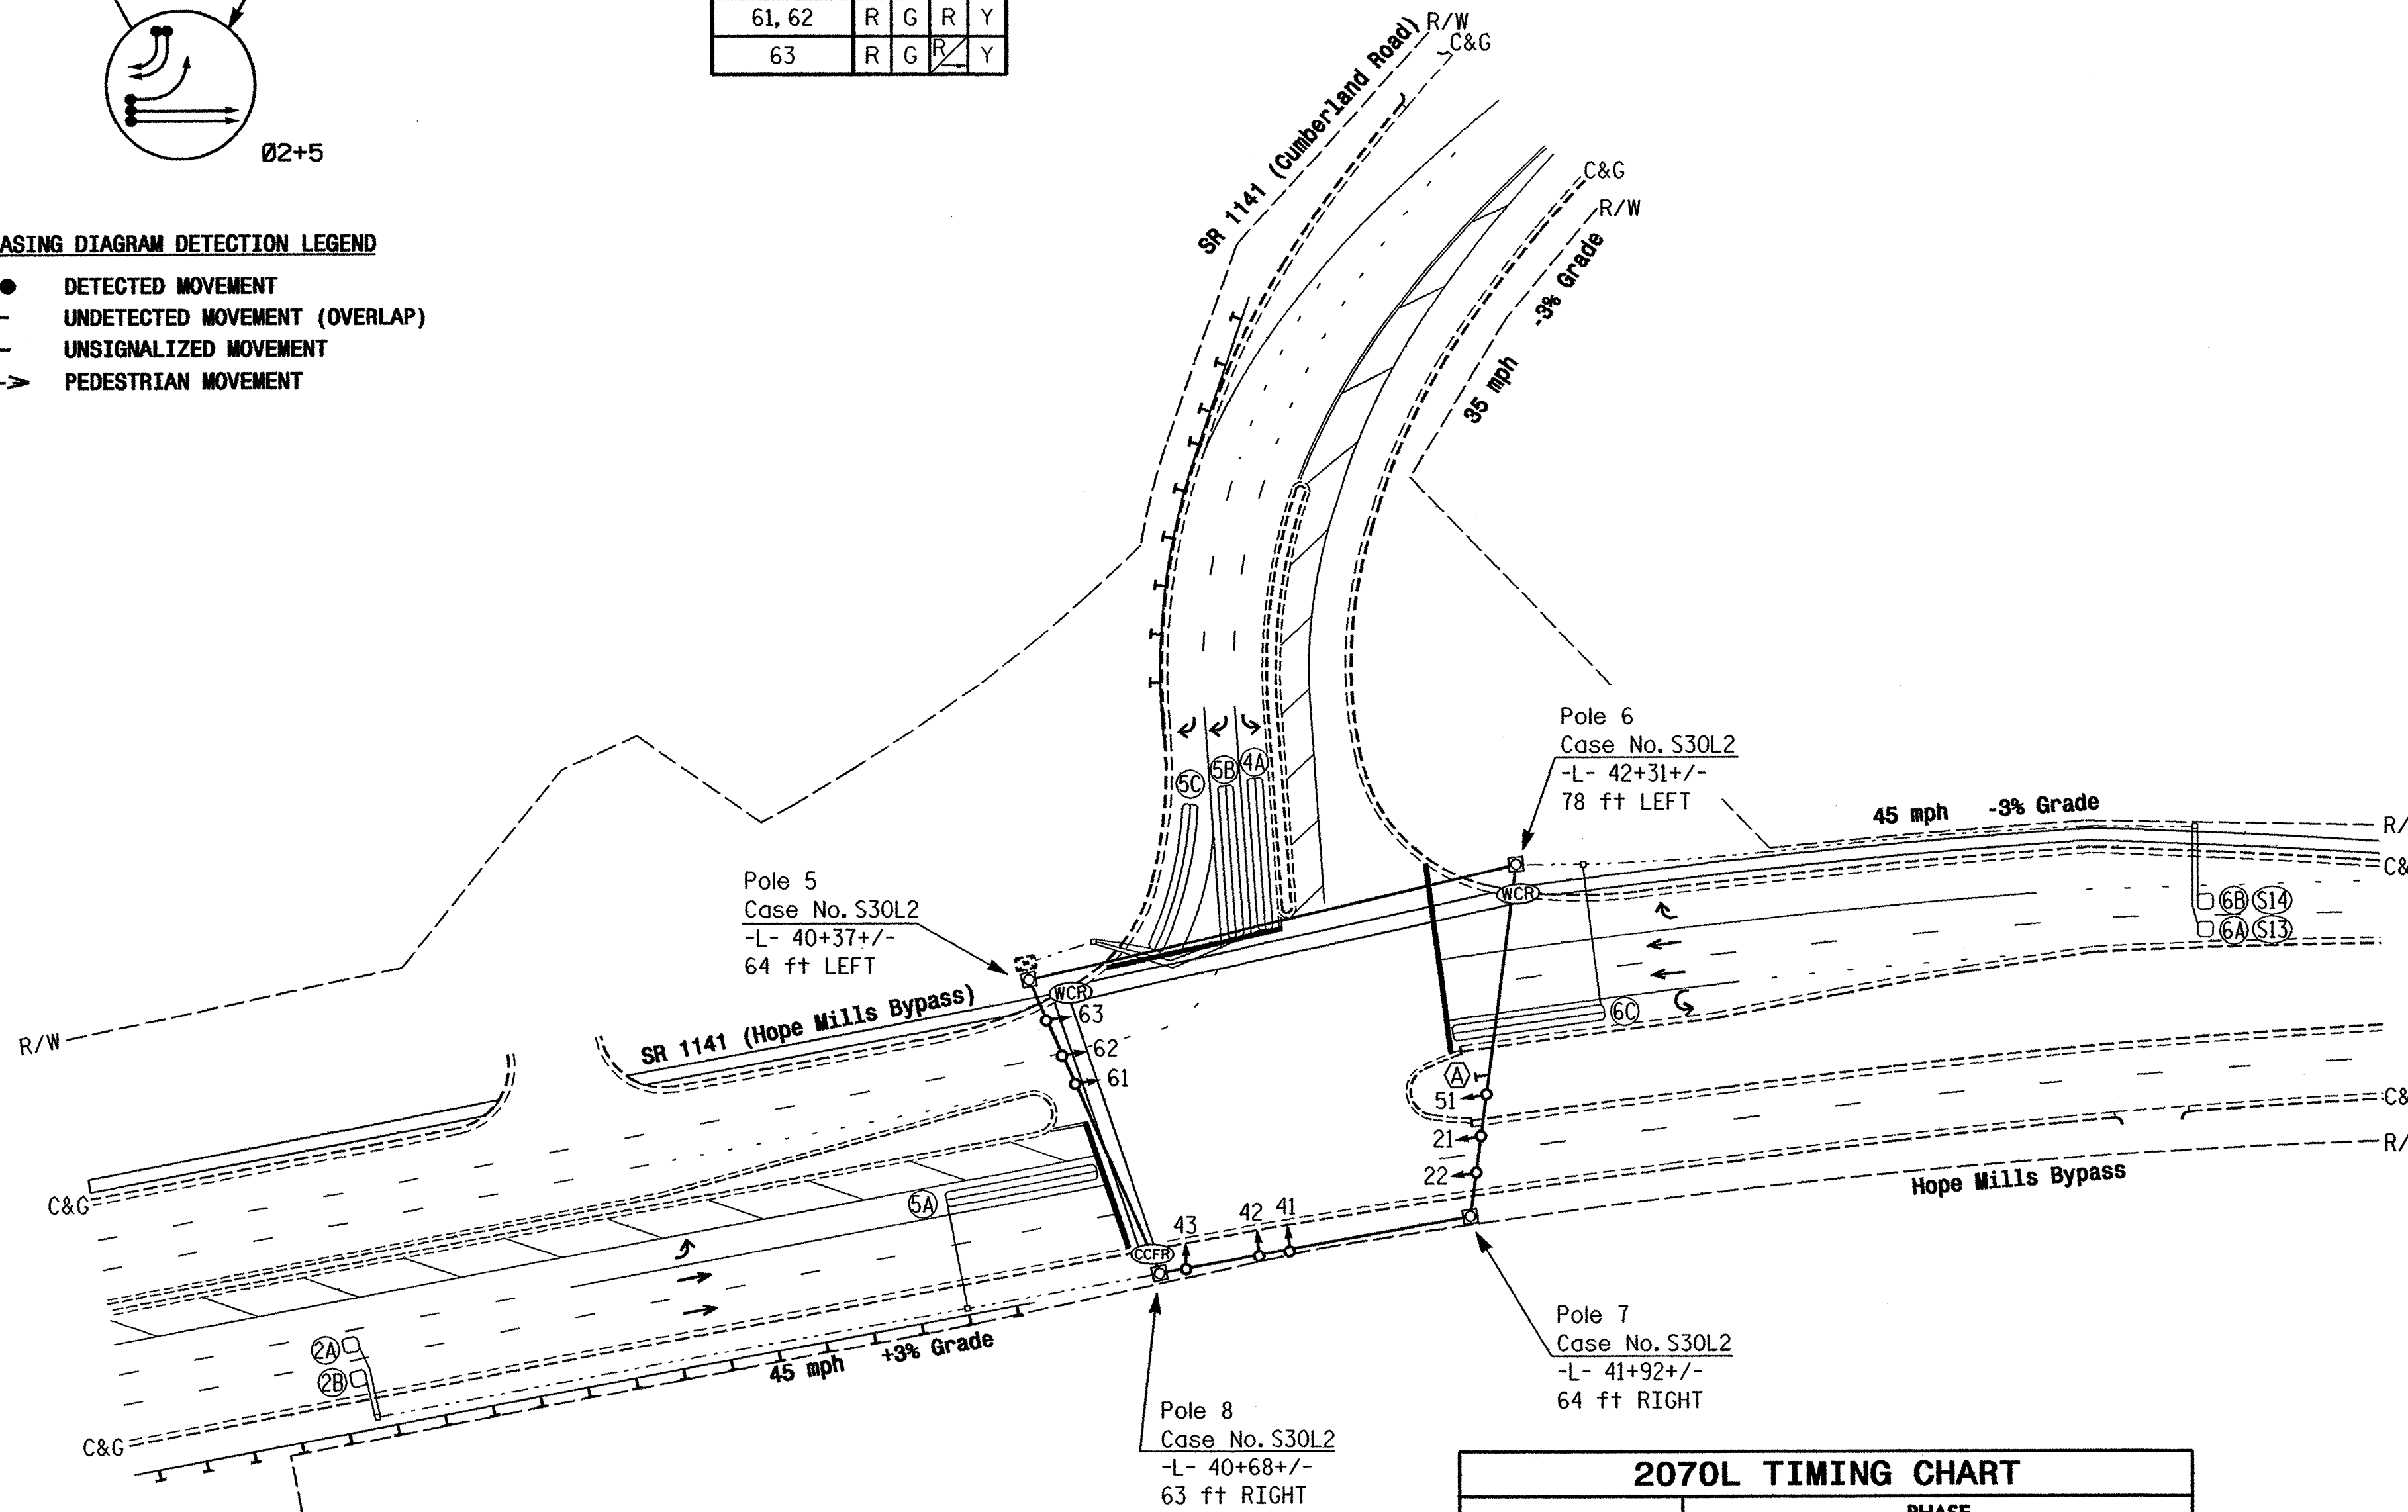 61, 62 R G R Y
63 R G R Y
Ø2+5
ASING DIAGRAM DETECTION LEGEND
DETECTED MOVEMENT
UNDETECTED MOVEMENT (OVERLAP)
UNSIGNALIZED MOVEMENT
PEDESTRIAN MOVEMENT
R/W
C&G
SR 1141 (Cumberland Road)
C&G
R/W
35 mph -3% Grade
5C
5B
4A
Pole 6
Case No. S30L2
-L- 42+31+/-
78 ft LEFT
45 mph -3% Grade
R/
C&
6B S14
6A S13
WCR
6C
Pole 5
Case No. S30L2
-L- 40+37+/-
64 ft LEFT
WCR
63
62
61
SR 1141 (Hope Mills Bypass)
R/W
A
51
21
22
C&
R/
Hope Mills Bypass
C&G
5A
43
42
41
CCFR
2A
2B
45 mph +3% Grade
C&G
Pole 7
Case No. S30L2
-L- 41+92+/-
64 ft RIGHT
Pole 8
Case No. S30L2
-L- 40+68+/-
63 ft RIGHT
2070L TIMING CHART
PHASE